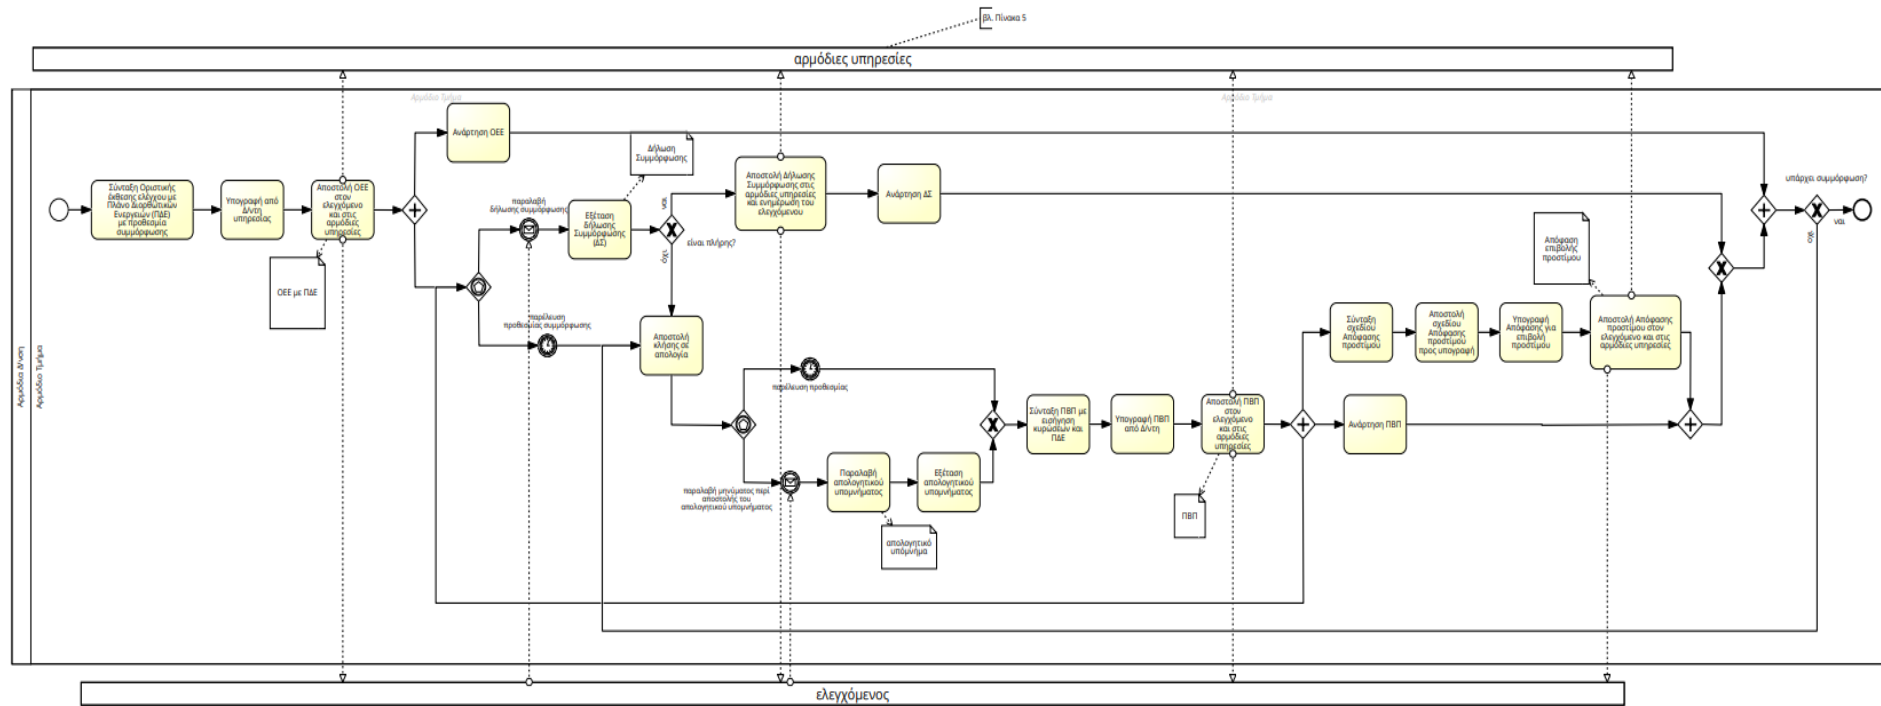 βλ. Πίνακα 5
αρμόδιες υπηρεσίες
Αρμόδια Δ/νση
Αρμόδιο Τμήμα
Αρμόδιο Τμήμα
Αρμόδιο Τμήμα
Σύνταξη Οριστικής
έκθεσης ελέγχου με
Πλάνο Διορθωτικών
Ενεργειών (ΠΔΕ)
με προθεσμία
συμμόρφωσης
Υπογραφή από
Δ/ντη
υπηρεσίας
Αποστολή ΟΕΕ
στον
ελεγχόμενο
και στις
αρμόδιες
υπηρεσίες
ΟΕΕ με ΠΔΕ
Ανάρτηση ΟΕΕ
παραλαβή
δήλωσης συμμόρφωσης
παρέλευση
προθεσμίας συμμόρφωσης
Εξέταση
δήλωσης
Συμμόρφωσης
(ΔΣ)
Δήλωση
Συμμόρφωσης
ναι
όχι
είναι πλήρης?
Αποστολή
κλήσης σε
απολογία
Αποστολή Δήλωσης
Συμμόρφωσης στις
αρμόδιες υπηρεσίες
και ενημέρωση του
ελεγχόμενου
Ανάρτηση ΔΣ
παρέλευση προθεσμίας
παραλαβή μηνύματος περί
αποστολής του
απολογητικού υπομνήματος
Παραλαβή
απολογητικού
υπομνήματος
απολογητικό
υπόμνημα
Εξέταση
απολογητικού
υπομνήματος
Σύνταξη ΠΒΠ με
εισήγηση
κυρώσεων και
ΠΔΕ
Υπογραφή ΠΒΠ
από Δ/ντη
Αποστολή ΠΒΠ
στον
ελεγχόμενο
και στις
αρμόδιες
υπηρεσίες
ΠΒΠ
Σύνταξη
σχεδίου
Απόφασης
προστίμου
Αποστολή
σχεδίου
Απόφασης
προστίμου
προς υπογραφή
Υπογραφή
Απόφασης για
επιβολή
προστίμου
Αποστολή Απόφασης
προστίμου στον
ελεγχόμενο και στις
αρμόδιες υπηρεσίες
Απόφαση
επιβολής
προστίμου
Ανάρτηση ΠΒΠ
υπάρχει συμμόρφωση?
ναι
όχι
ελεγχόμενος